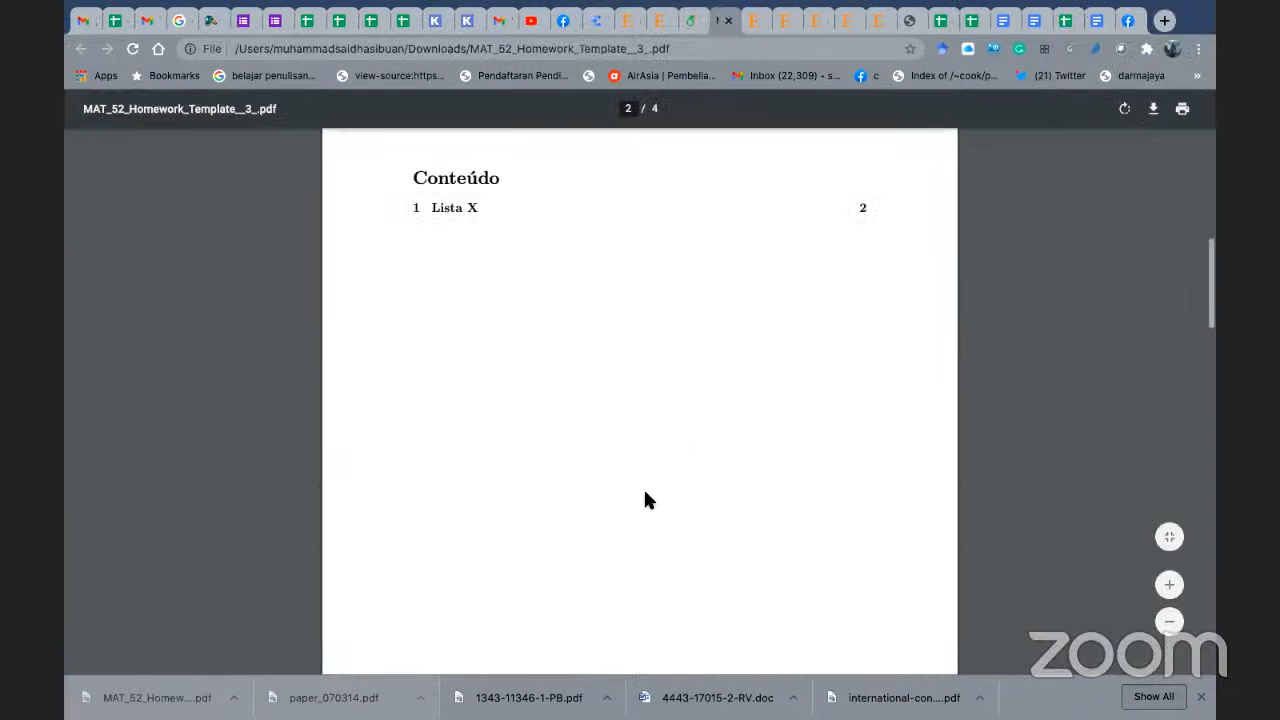 File
/Users/muhammadsaidhasibuan/Downloads/MAT_52_Homework_Template__3_.pdf
Apps
Bookmarks
belajar penulisan...
view-source:https...
Pendaftaran Pendi...
AirAsia | Pembelia...
Inbox (22,309) - s...
c
Index of /~cook/p...
(21) Twitter
darmajaya
»
MAT_52_Homework_Template__3_.pdf
2 / 4
Conteúdo
1 Lista X 2
zoom
MAT_52_Homew....pdf
paper_070314.pdf
1343-11346-1-PB.pdf
4443-17015-2-RV.doc
international-con....pdf
Show All